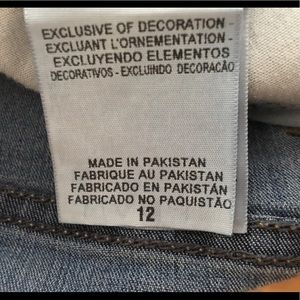 EXCLUSIVE OF DECORATION -
EXCLUANT L'ORNEMENTATION -
EXCLUYENDO ELEMENTOS
DECORATIVOS - EXCLUINDO DECORACÃO
MADE IN PAKISTAN
FABRIQUE AU PAKISTAN
FABRICADO EN PAKISTÁN
FABRICADO NO PAQUISTÃO
12